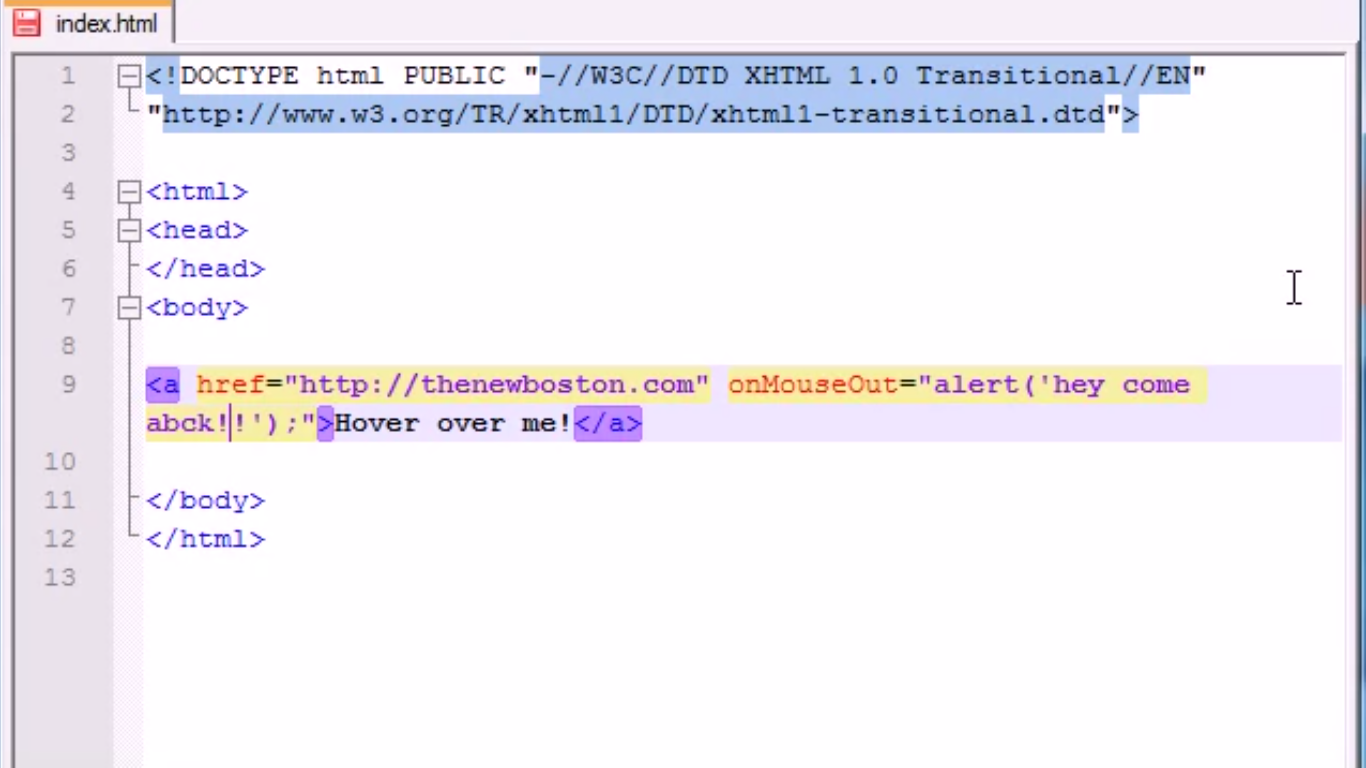 index.html
1 <!DOCTYPE html PUBLIC "-//W3C//DTD XHTML 1.0 Transitional//EN"
2 "http://www.w3.org/TR/xhtml1/DTD/xhtml1-transitional.dtd">
3
4 <html>
5 <head>
6 </head>
7 <body>
8
9 <a href="http://thenewboston.com" onMouseOut="alert('hey come
abck!!');">Hover over me!</a>
10
11 </body>
12 </html>
13